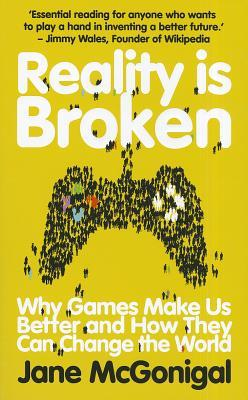 ‘Essential reading for anyone who wants
to play a hand in inventing a better future.’
– Jimmy Wales, Founder of Wikipedia
Reality is
Broken
Why Games Make Us
Better and How They
Can Change the World
Jane McGonigal